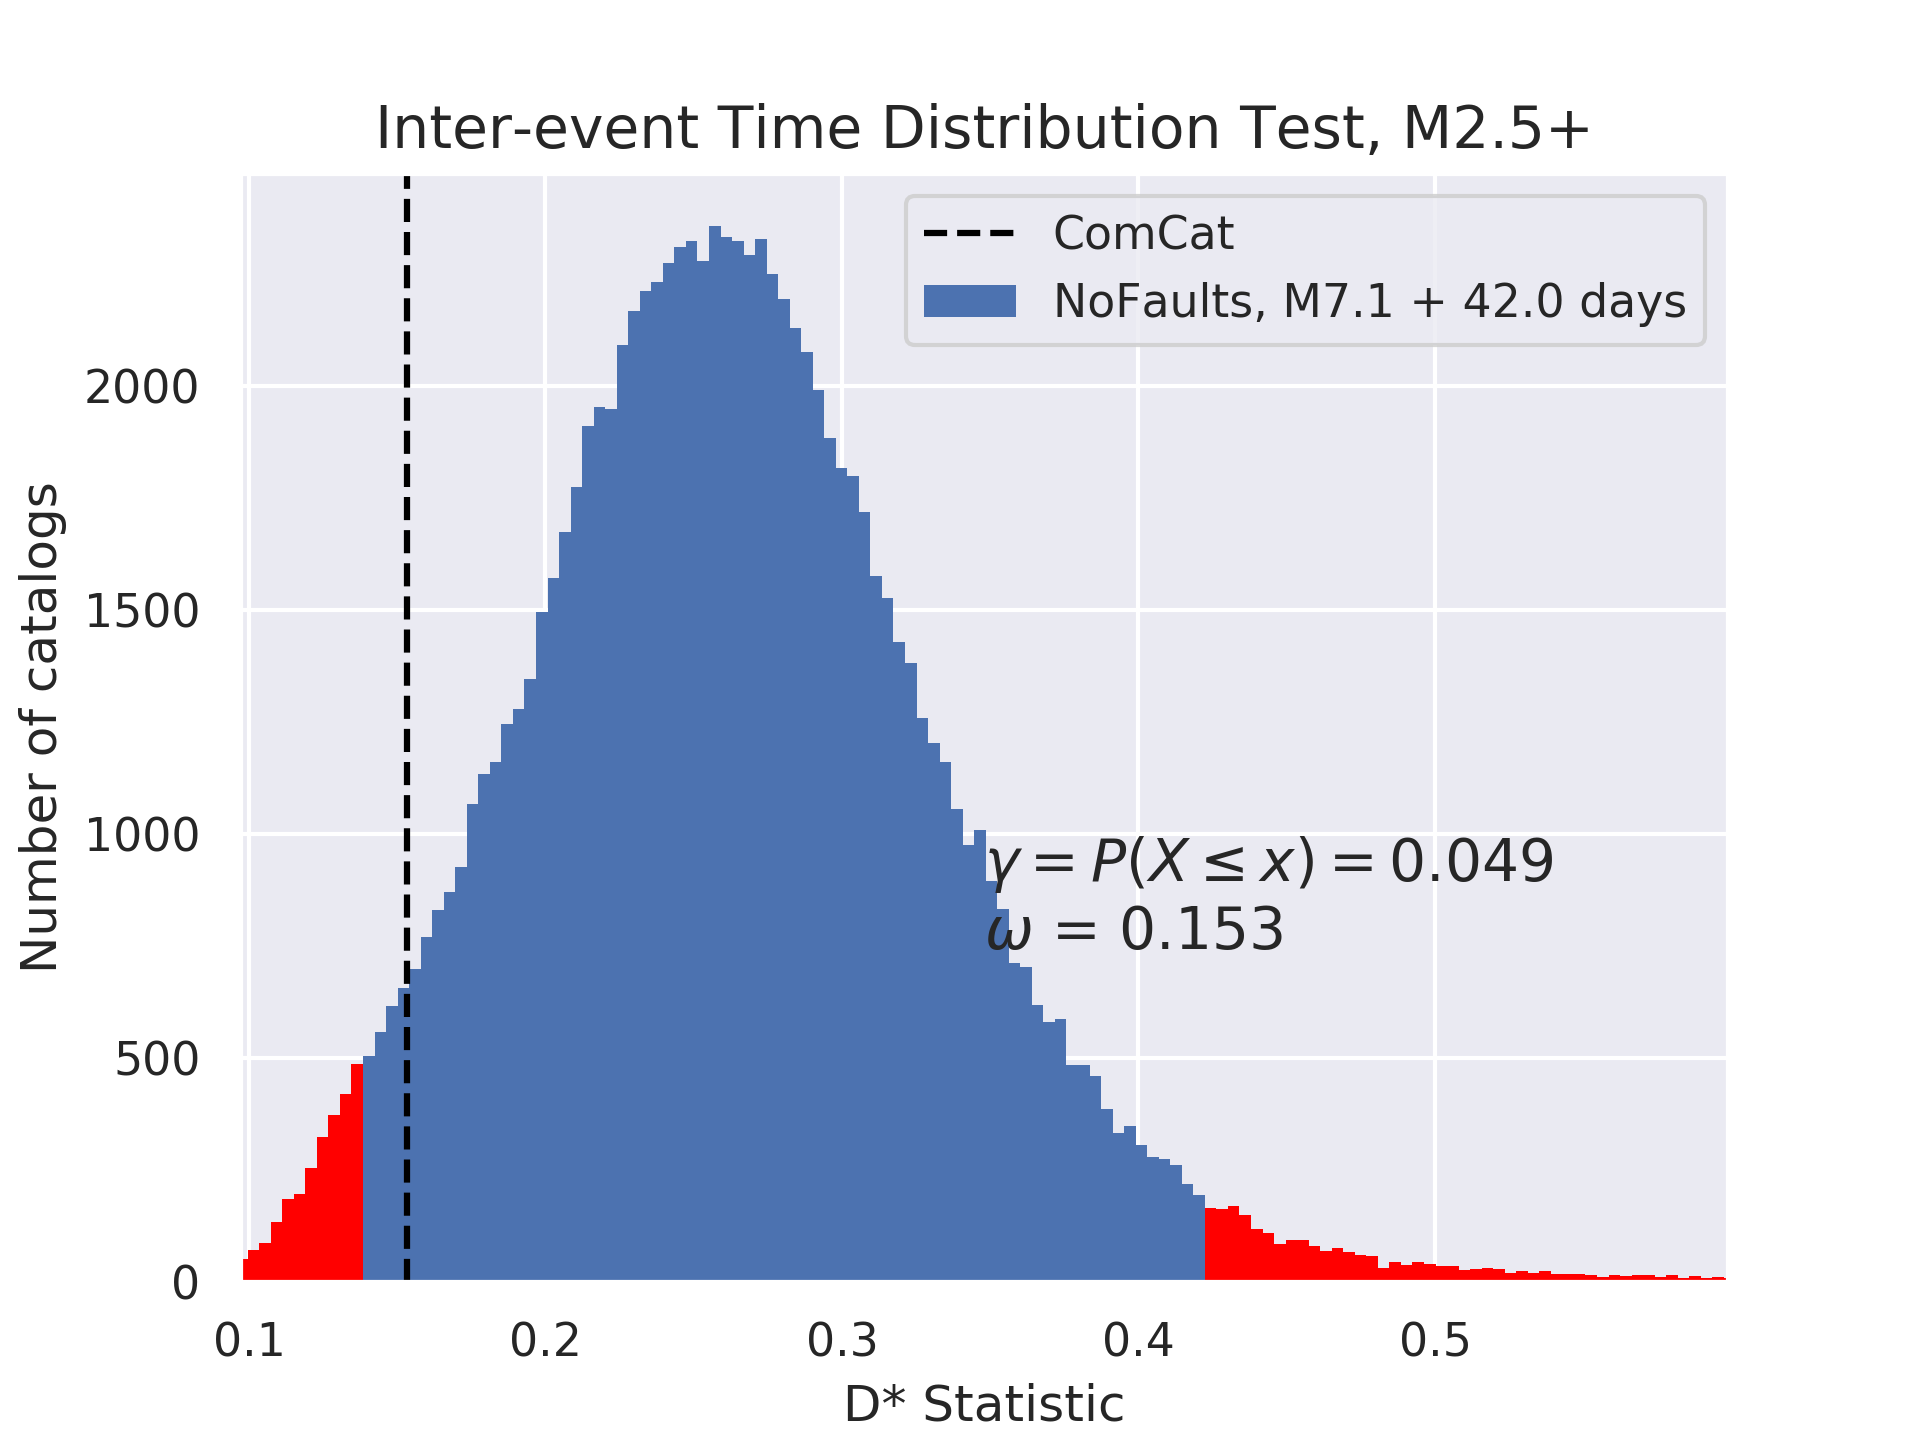 Inter-event Time Distribution Test, M2.5+
ComCat
NoFaults, M7.1 + 42.0 days
2000
1500
1000
500
0
Number of catalogs
γ = P(X ≤ x) = 0.049
ω = 0.153
0.1 0.2 0.3 0.4 0.5
D* Statistic